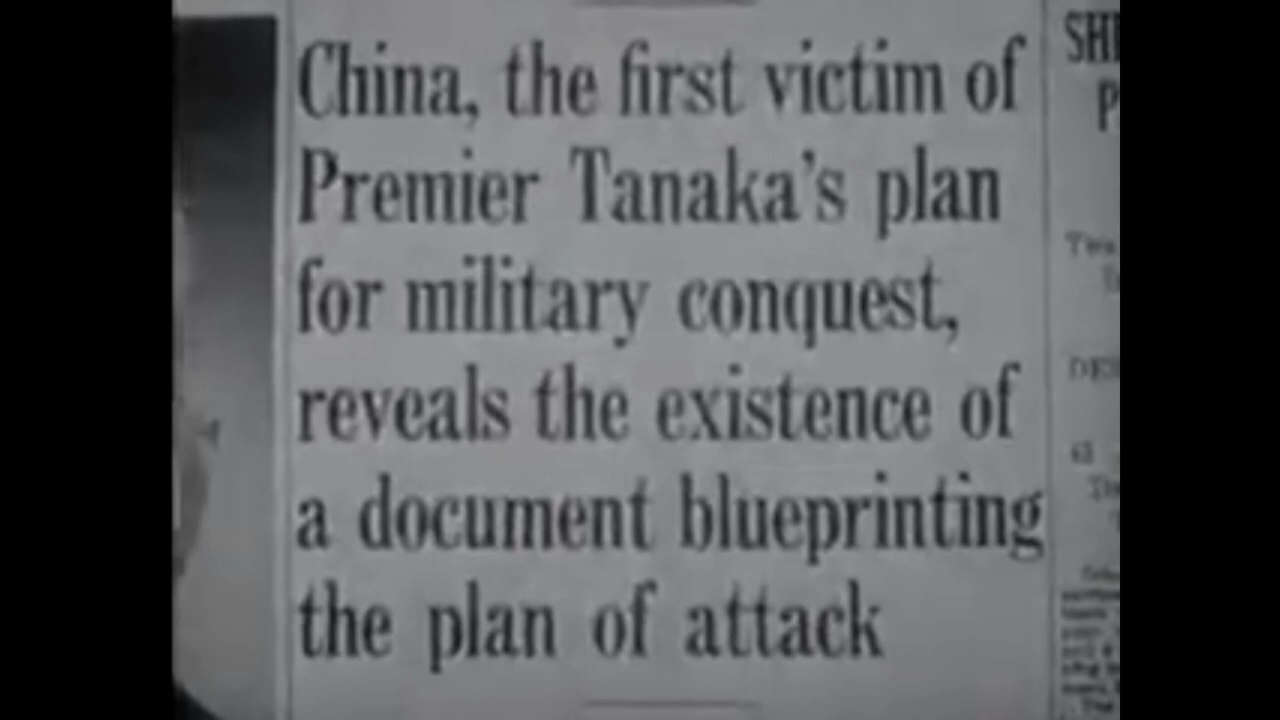 China, the first victim of
Premier Tanaka's plan
for military conquest,
reveals the existence of
a document blueprinting
the plan of attack